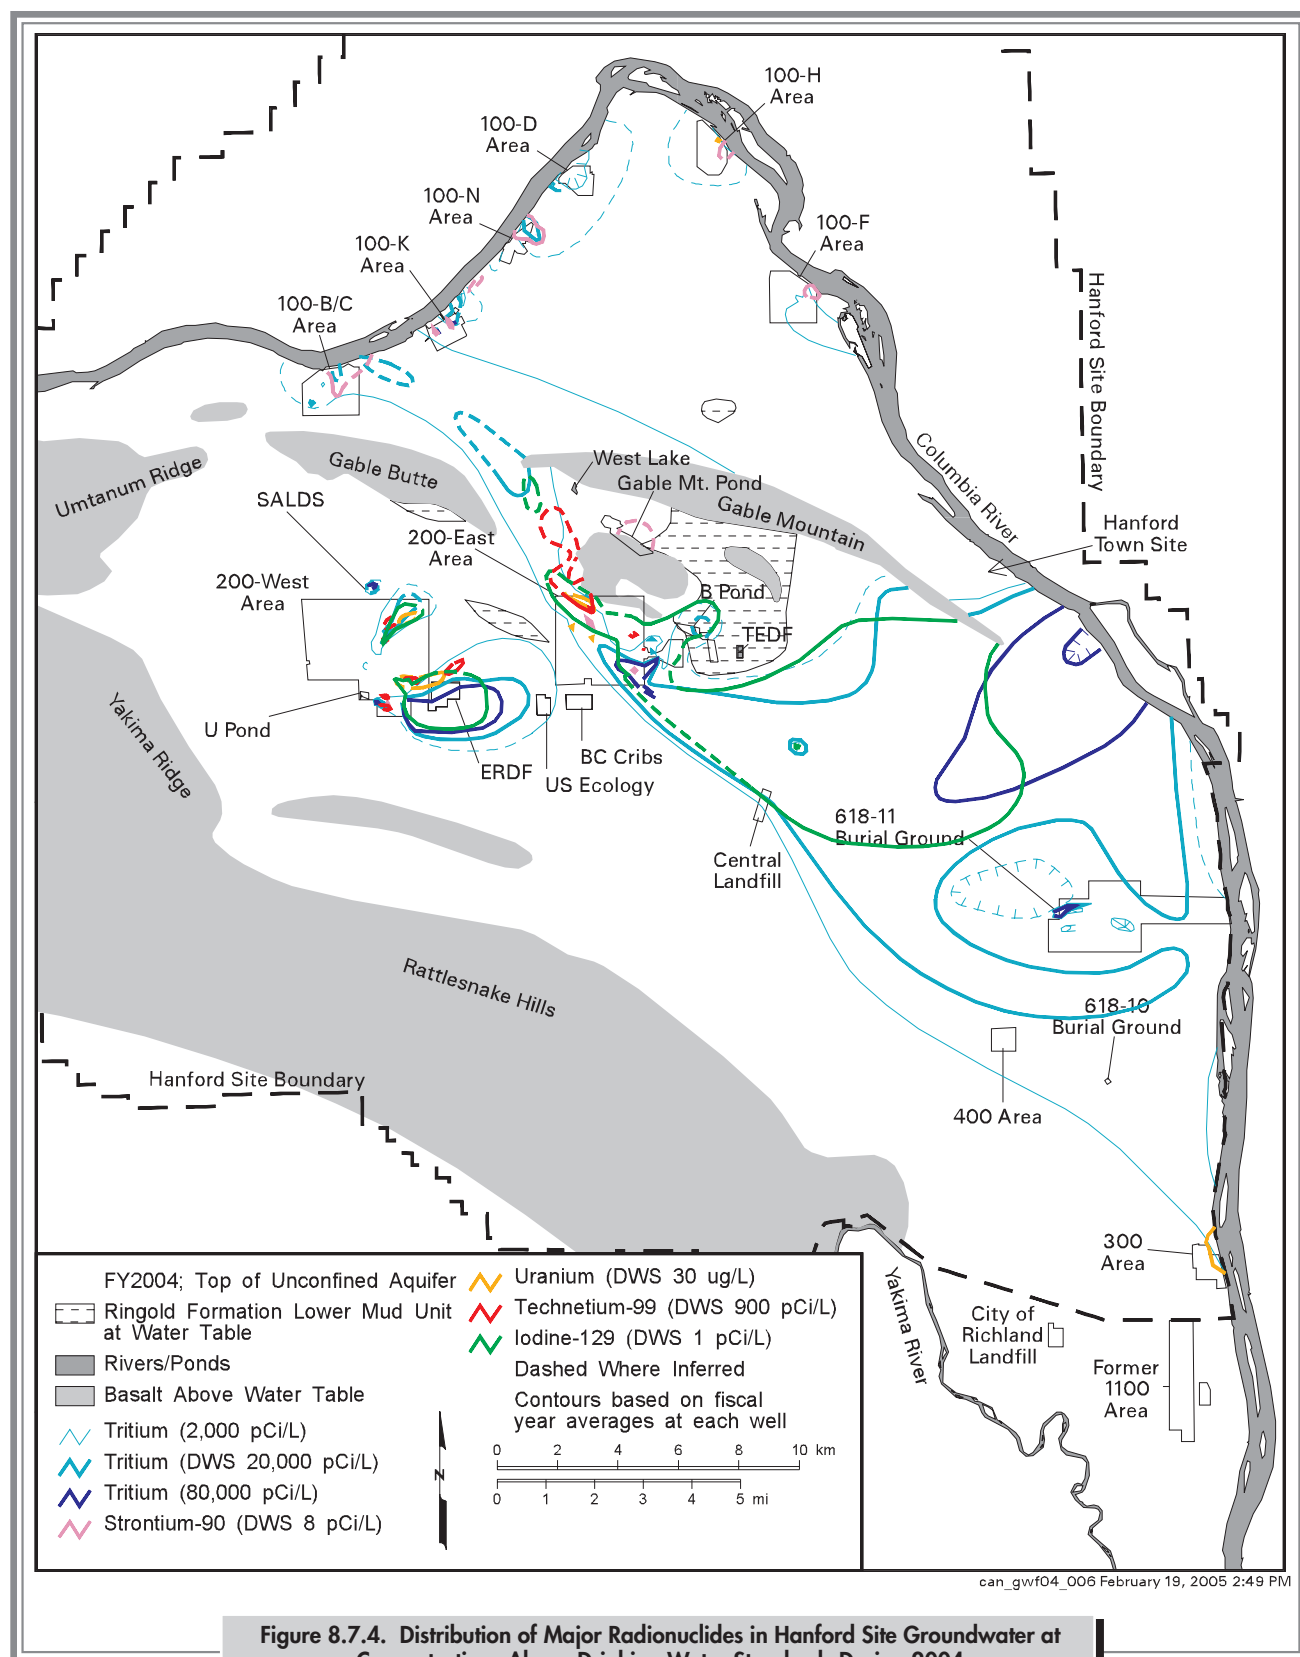 100-H
Area
100-D
Area
100-N
Area
100-F
Area
100-K
Area
100-B/C
Area
Hanford Site Boundary
Columbia River
West Lake
Gable Mt. Pond
Gable Butte
Umtanum Ridge
SALDS
Gable Mountain
200-East
Area
Hanford
Town Site
200-West
Area
B Pond
TEDF
Yakima Ridge
U Pond
ERDF
BC Cribs
US Ecology
618-11
Burial Ground
Central
Landfill
Rattlesnake Hills
618-10
Burial Ground
Hanford Site Boundary
400 Area
300
Area
Yakima River
City of
Richland
Landfill
Former
1100
Area
FY2004; Top of Unconfined Aquifer
Ringold Formation Lower Mud Unit
at Water Table
Rivers/Ponds
Basalt Above Water Table
Tritium (2,000 pCi/L)
Tritium (DWS 20,000 pCi/L)
Tritium (80,000 pCi/L)
Strontium-90 (DWS 8 pCi/L)
Uranium (DWS 30 ug/L)
Technetium-99 (DWS 900 pCi/L)
Iodine-129 (DWS 1 pCi/L)
Dashed Where Inferred
Contours based on fiscal
year averages at each well
0 2 4 6 8 10 km
0 1 2 3 4 5 mi
N
can_gwf04_006 February 19, 2005 2:49 PM
Figure 8.7.4. Distribution of Major Radionuclides in Hanford Site Groundwater at
Concentrations Above Drinking Water Standards During 2004